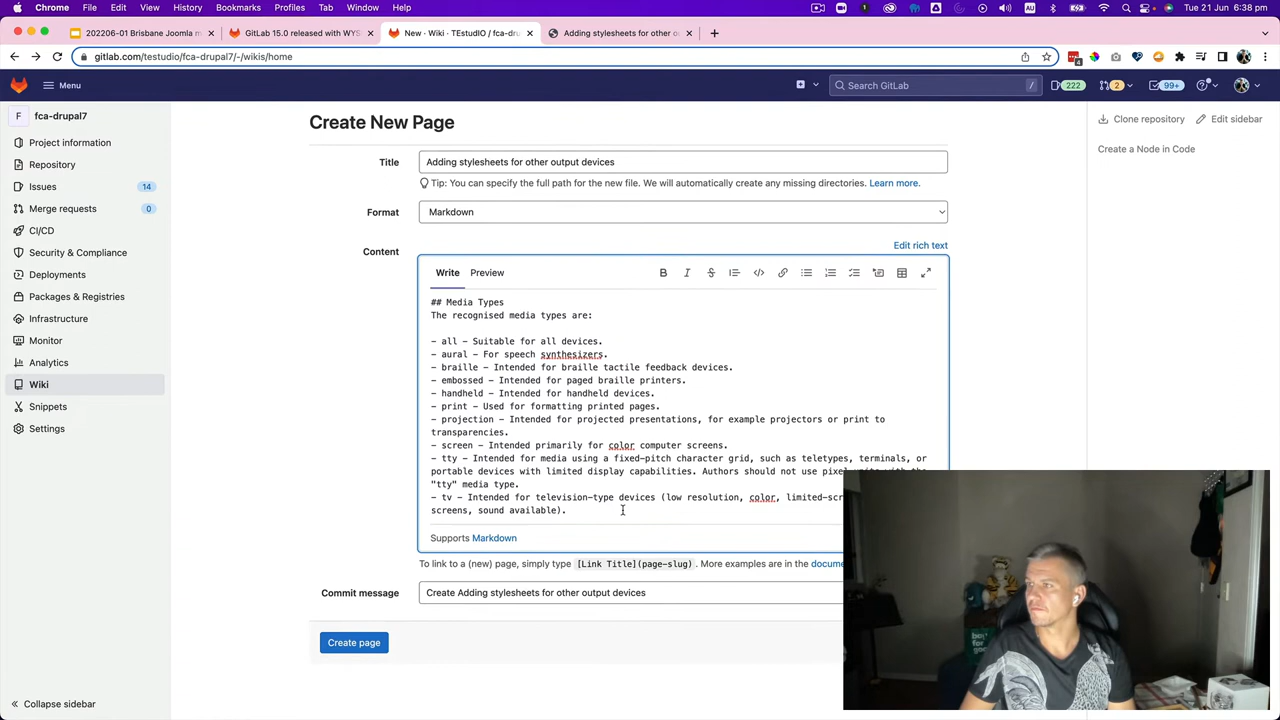 Chrome File Edit View History Bookmarks Profiles Tab Window Help
1
AU
Tue 21 Jun 6:38 pm
202206-01 Brisbane Joomla m
GitLab 15.0 released with WYS
New · Wiki · TEstudIO / fca-dru
Adding stylesheets for other o
gitlab.com/testudio/fca-drupal7/-/wikis/home
Menu
Search GitLab
/
222
2
99+
F
fca-drupal7
Project information
Repository
Issues 14
Merge requests 0
CI/CD
Security & Compliance
Deployments
Packages & Registries
Infrastructure
Monitor
Analytics
Wiki
Snippets
Settings
Collapse sidebar
Create New Page
Title
Adding stylesheets for other output devices
Tip: You can specify the full path for the new file. We will automatically create any missing directories. Learn more.
Format
Markdown
Content
Edit rich text
Write Preview
## Media Types
The recognised media types are:
- all – Suitable for all devices.
- aural – For speech synthesizers.
- braille – Intended for braille tactile feedback devices.
- embossed – Intended for paged braille printers.
- handheld – Intended for handheld devices.
- print – Used for formatting printed pages.
- projection – Intended for projected presentations, for example projectors or print to
transparencies.
- screen – Intended primarily for color computer screens.
- tty – Intended for media using a fixed-pitch character grid, such as teletypes, terminals, or
portable devices with limited display capabilities. Authors should not use pixel units with the
"tty" media type.
- tv – Intended for television-type devices (low resolution, color, limited-scr
screens, sound available).
Supports Markdown
To link to a (new) page, simply type [Link Title](page-slug) . More examples are in the docume
Commit message
Create Adding stylesheets for other output devices
Create page
Clone repository
Edit sidebar
Create a Node in Code